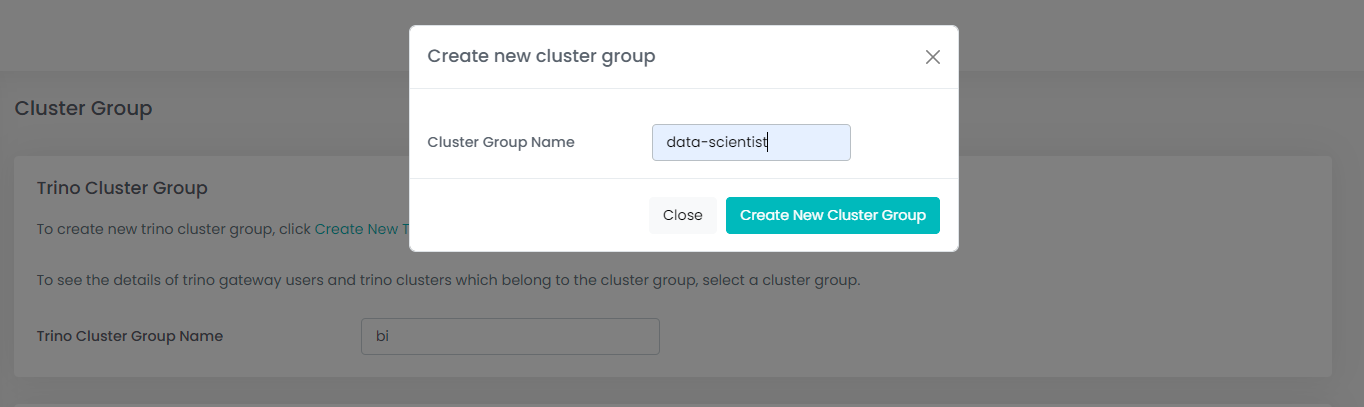 Create new cluster group
Cluster Group
Cluster Group Name
data-scientist
Trino Cluster Group
Close
Create New Cluster Group
To create new trino cluster group, click Create New T
To see the details of trino gateway users and trino clusters which belong to the cluster group, select a cluster group.
Trino Cluster Group Name
bi